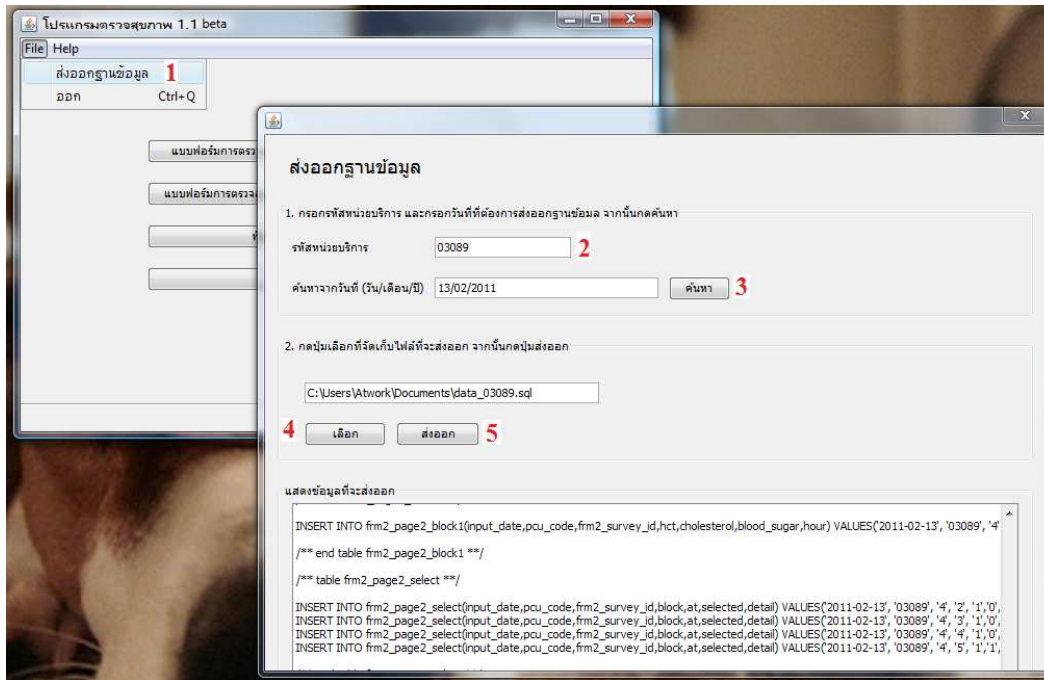 โปรแกรมตรวจสุขภาพ 1.1 beta
File Help
ส่งออกฐานข้อมูล 1
ออก Ctrl+Q
แบบฟอร์มการตรว
แบบฟอร์มการตรวจ
X
ส่งออกฐานข้อมูล
1. กรอกรหัสหน่วยบริการ และกรอกวันที่ที่ต้องการส่งออกฐานข้อมูล จากนั้นกดค้นหา
รหัสหน่วยบริการ 03089 2
ค้นหาจากวันที่ (วัน/เดือน/ปี) 13/02/2011 ค้นหา 3
2. กดปุ่มเลือกที่จัดเก็บไฟล์ที่จะส่งออก จากนั้นกดปุ่มส่งออก
C:\Users\Atwork\Documents\data_03089.sql
4 เลือก ส่งออก 5
แสดงข้อมูลที่จะส่งออก
INSERT INTO frm2_page2_block1(input_date,pcu_code,frm2_survey_id,hct,cholesterol,blood_sugar,hour) VALUES('2011-02-13', '03089', '4'
/** end table frm2_page2_block1 **/
/** table frm2_page2_select **/
INSERT INTO frm2_page2_select(input_date,pcu_code,frm2_survey_id,block,at,selected,detail) VALUES('2011-02-13', '03089', '4', '2', '1','0',
INSERT INTO frm2_page2_select(input_date,pcu_code,frm2_survey_id,block,at,selected,detail) VALUES('2011-02-13', '03089', '4', '3', '1','0',
INSERT INTO frm2_page2_select(input_date,pcu_code,frm2_survey_id,block,at,selected,detail) VALUES('2011-02-13', '03089', '4', '4', '1','0',
INSERT INTO frm2_page2_select(input_date,pcu_code,frm2_survey_id,block,at,selected,detail) VALUES('2011-02-13', '03089', '4', '5', '1','1',